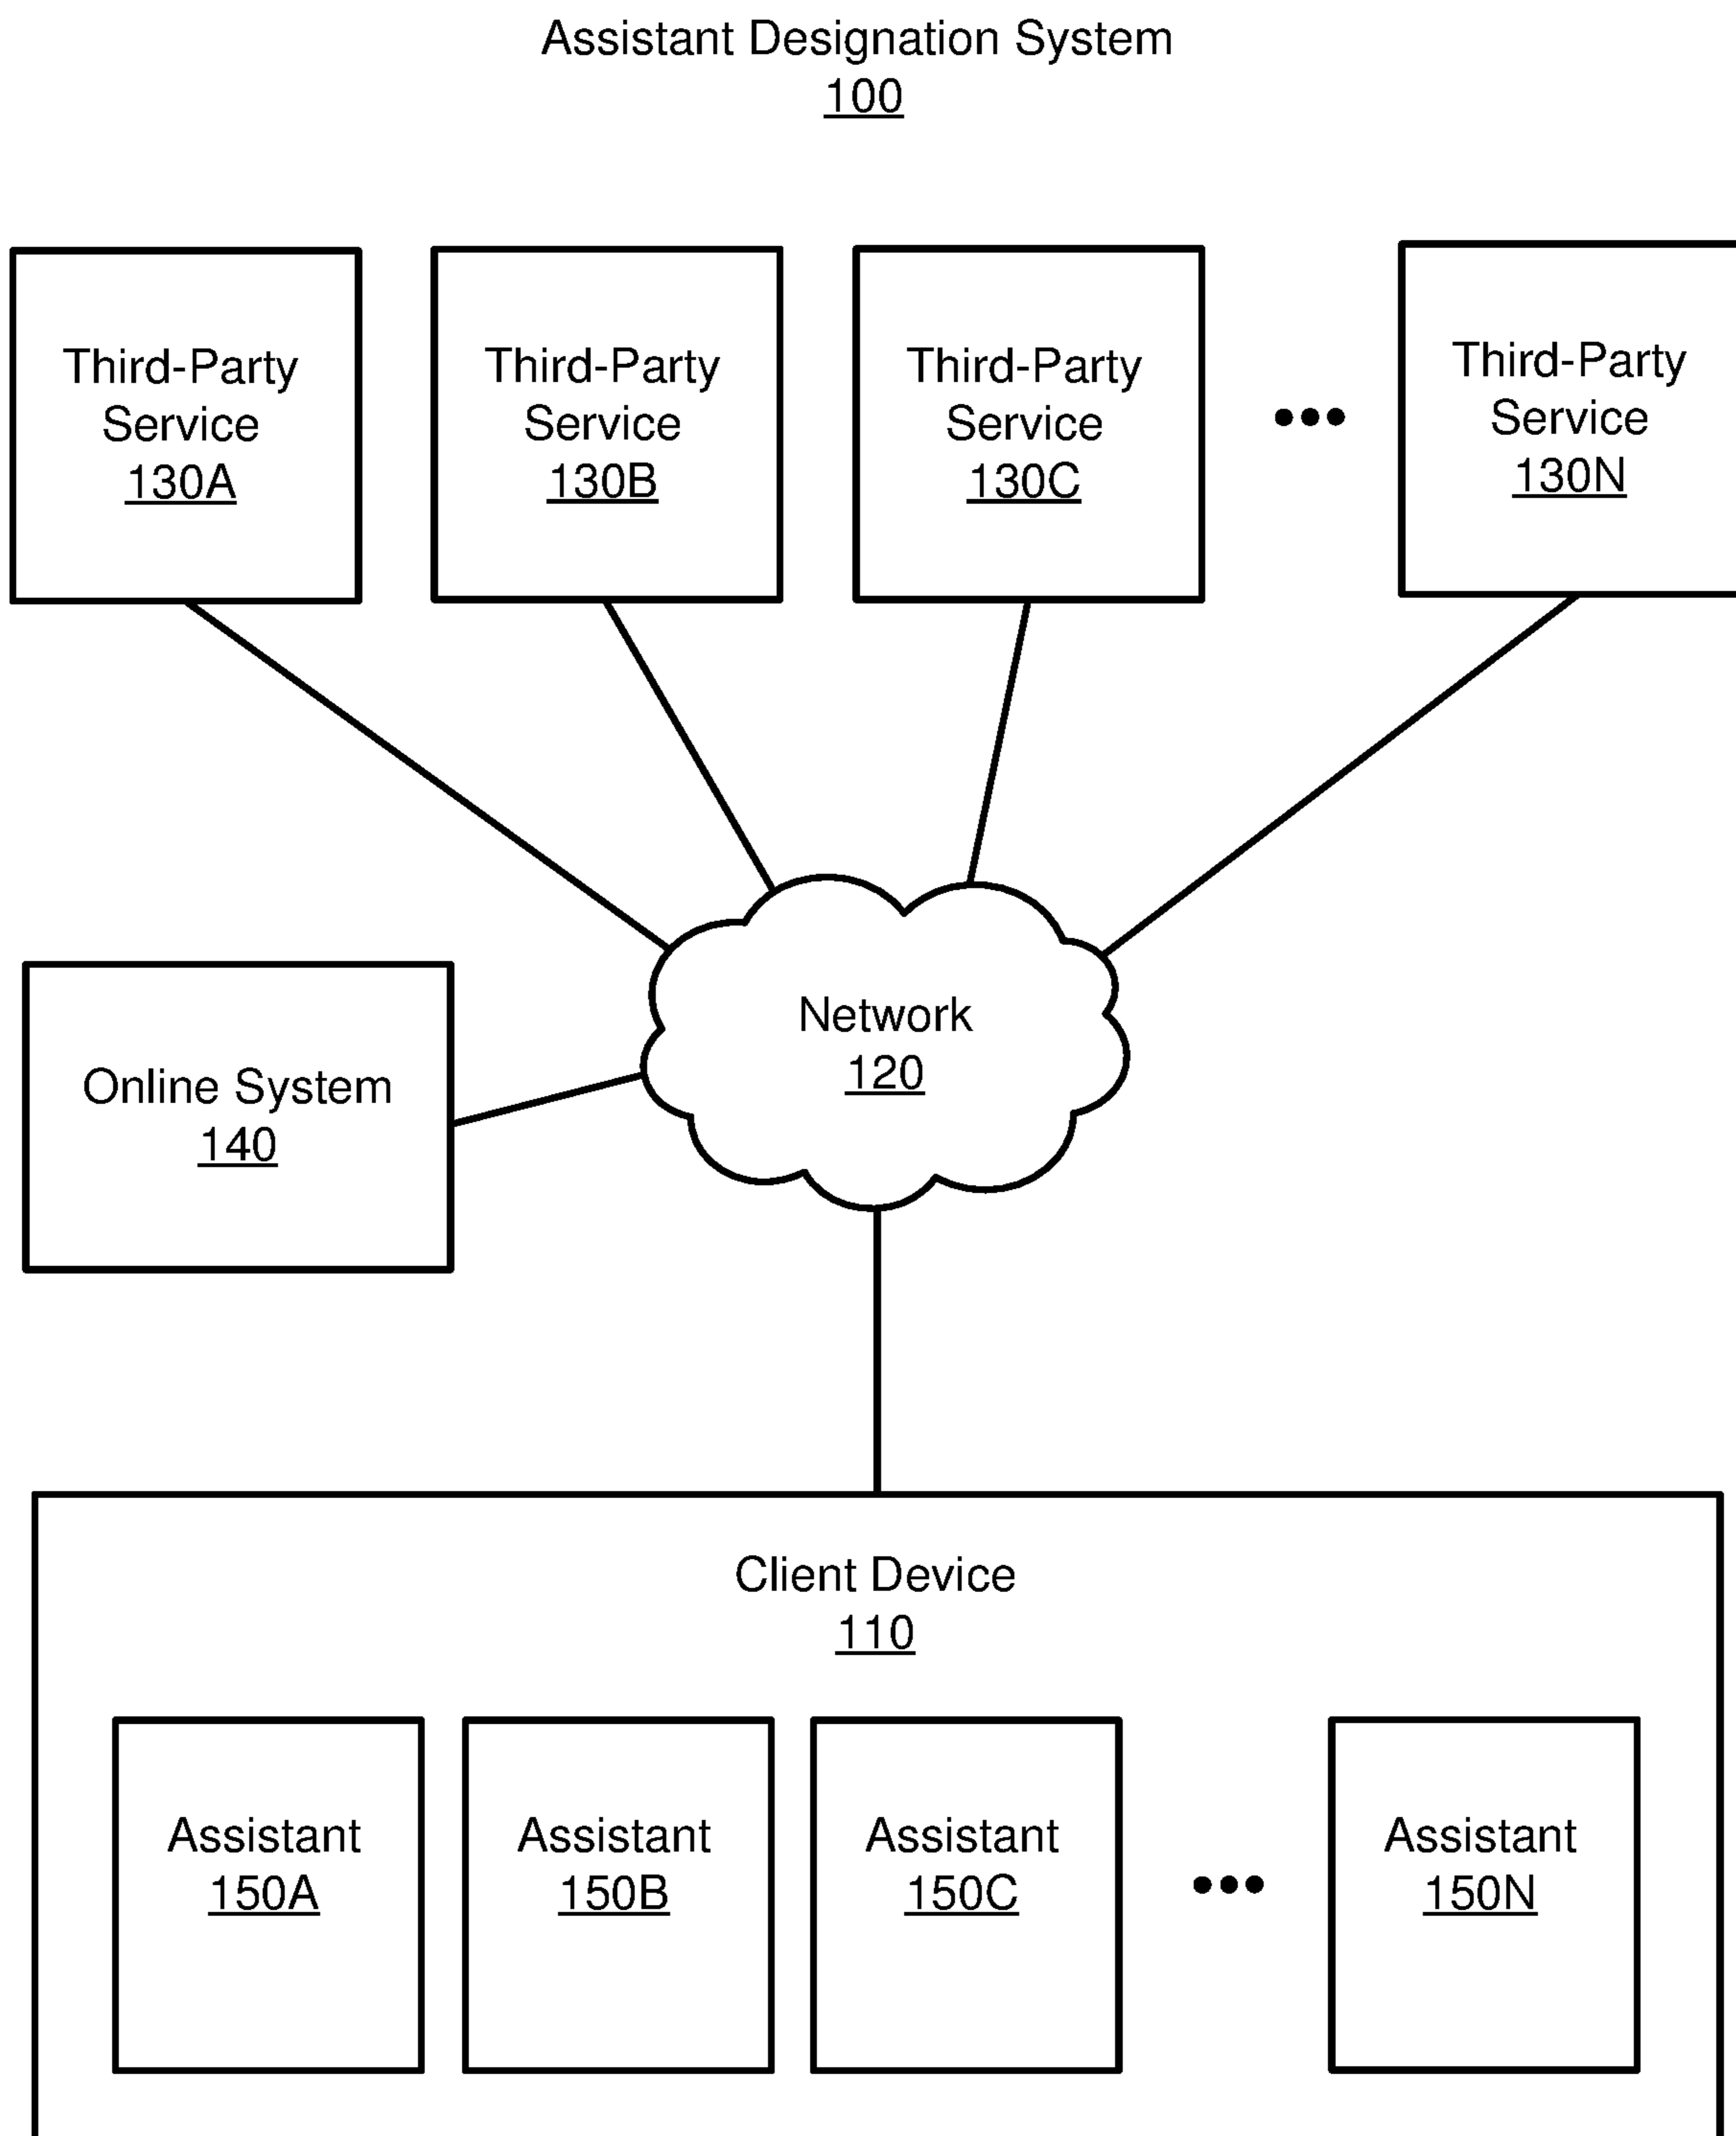 Assistant Designation System
100
Third-Party
Service
130A
Third-Party
Service
130B
Third-Party
Service
130C
Third-Party
Service
130N
Network
120
Online System
140
Client Device
110
Assistant
150A
Assistant
150B
Assistant
150C
Assistant
150N